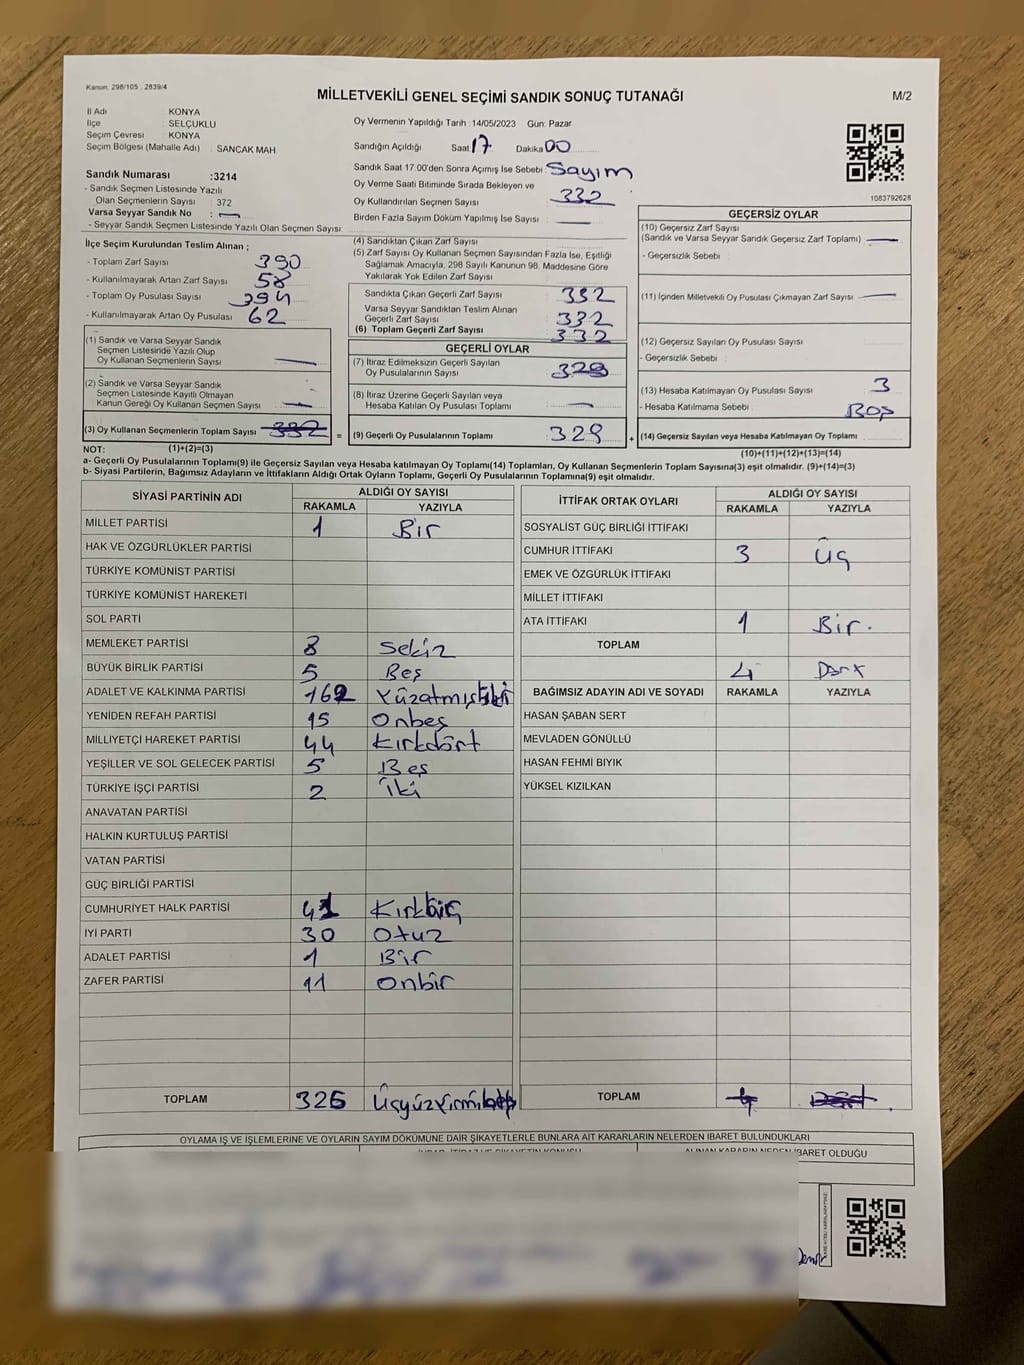 Kanun: 298/105 , 2839/4
MİLLETVEKİLİ GENEL SEÇİMİ SANDIK SONUÇ TUTANAĞI
M/2
İl Adı : KONYA
İlçe : SELÇUKLU
Seçim Çevresi : KONYA
Seçim Bölgesi (Mahalle Adı) : SANCAK MAH.
Oy Vermenin Yapıldığı Tarih :14/05/2023 Gün: Pazar
Sandığın Açıldığı Saat 17 Dakika 00
Sandık Saat 17:00'den Sonra Açımış İse Sebebi : Sayım
Oy Verme Saati Bitiminde Sırada Bekleyen ve
Oy Kullandırılan Seçmen Sayısı 332
Birden Fazla Sayım Döküm Yapılmış İse Sayısı —
Sandık Numarası :3214
- Sandık Seçmen Listesinde Yazılı
Olan Seçmenlerin Sayısı : 372
Varsa Seyyar Sandık No : —
- Seyyar Sandık Seçmen Listesinde Yazılı Olan Seçmen Sayısı:
1083792626
İlçe Seçim Kurulundan Teslim Alınan ;
- Toplam Zarf Sayısı 390
- Kullanılmayarak Artan Zarf Sayısı : 58
- Toplam Oy Pusulası Sayısı : 394
- Kullanılmayarak Artan Oy Pusulası 62
(1) Sandık ve Varsa Seyyar Sandık
Seçmen Listesinde Yazılı Olup
Oy Kullanan Seçmenlerin Sayısı : —
(2) Sandık ve Varsa Seyyar Sandık
Seçmen Listesinde Kayıtlı Olmayan
Kanun Gereği Oy Kullanan Seçmen Sayısı : —
(3) Oy Kullanan Seçmenlerin Toplam Sayısı : 332 =
(1)+(2)=(3)
(4) Sandıktan Çıkan Zarf Sayısı :
(5) Zarf Sayısı Oy Kullanan Seçmen Sayısından Fazla İse, Eşitliği
Sağlamak Amacıyla, 298 Sayılı Kanunun 98. Maddesine Göre
Yakılarak Yok Edilen Zarf Sayısı :
Sandıkta Çıkan Geçerli Zarf Sayısı : 332
Varsa Seyyar Sandıktan Teslim Alınan
Geçerli Zarf Sayısı : 332
(6) Toplam Geçerli Zarf Sayısı : 332
GEÇERLİ OYLAR
(7) İtiraz Edilmeksizin Geçerli Sayılan
Oy Pusulalarının Sayısı : 329
(8) İtiraz Üzerine Geçerli Sayılan veya
Hesaba Katılan Oy Pusulası Toplamı : —
(9) Geçerli Oy Pusulalarının Toplamı : 329 +
GEÇERSİZ OYLAR
(10) Geçersiz Zarf Sayısı
(Sandık ve Varsa Seyyar Sandık Geçersiz Zarf Toplamı) : —
- Geçersizlik Sebebi :
(11) İçinden Milletvekili Oy Pusulası Çıkmayan Zarf Sayısı : —
(12) Geçersiz Sayılan Oy Pusulası Sayısı :
- Geçersizlik Sebebi :
(13) Hesaba Katılmayan Oy Pusulası Sayısı : 3
- Hesaba Katılmama Sebebi : Boş
(14) Geçersiz Sayılan veya Hesaba Katılmayan Oy Toplamı :
(10)+(11)+(12)+(13)=(14)
NOT:
a- Geçerli Oy Pusulalarının Toplamı(9) ile Geçersiz Sayılan veya Hesaba katılmayan Oy Toplamı(14) Toplamları, Oy Kullanan Seçmenlerin Toplam Sayısına(3) eşit olmalıdır. (9)+(14)=(3)
b- Siyasi Partilerin, Bağımsız Adayların ve İttifakların Aldığı Ortak Oyların Toplamı, Geçerli Oy Pusulalarının Toplamına(9) eşit olmalıdır.
SİYASİ PARTİNİN ADI ALDIĞI OY SAYISI
RAKAMLA YAZIYLA
MİLLET PARTİSİ 1 Bir
HAK VE ÖZGÜRLÜKLER PARTİSİ
TÜRKİYE KOMÜNİST PARTİSİ
TÜRKİYE KOMÜNİST HAREKETİ
SOL PARTİ
MEMLEKET PARTİSİ 8 Sekiz
BÜYÜK BİRLİK PARTİSİ 5 Beş
ADALET VE KALKINMA PARTİSİ 162 Yüzatmışiki
YENİDEN REFAH PARTİSİ 15 Onbeş
MİLLİYETÇİ HAREKET PARTİSİ 44 Kırkdört
YEŞİLLER VE SOL GELECEK PARTİSİ 5 Beş
TÜRKİYE İŞÇİ PARTİSİ 2 İki
ANAVATAN PARTİSİ
HALKIN KURTULUŞ PARTİSİ
VATAN PARTİSİ
GÜÇ BİRLİĞİ PARTİSİ
CUMHURİYET HALK PARTİSİ 41 Kırkbir
İYİ PARTİ 30 Otuz
ADALET PARTİSİ 1 Bir
ZAFER PARTİSİ 11 Onbir
TOPLAM 325 Üçyüzyirmibeş
İTTİFAK ORTAK OYLARI ALDIĞI OY SAYISI
RAKAMLA YAZIYLA
SOSYALİST GÜÇ BİRLİĞİ İTTİFAKI
CUMHUR İTTİFAKI 3 Üç
EMEK VE ÖZGÜRLÜK İTTİFAKI
MİLLET İTTİFAKI
ATA İTTİFAKI 1 Bir.
TOPLAM 4 Dört
BAĞIMSIZ ADAYIN ADI VE SOYADI RAKAMLA YAZIYLA
HASAN ŞABAN SERT
MEVLADEN GÖNÜLLÜ
HASAN FEHMİ BIYIK
YÜKSEL KIZILKAN
TOPLAM 4 Dört
OYLAMA İŞ VE İŞLEMLERİNE VE OYLARIN SAYIM DÖKÜMÜNE DAİR ŞİKAYETLERLE BUNLARA AİT KARARLARIN NELERDEN İBARET BULUNDUKLARI
ALINAN KARARIN NEDEN İBARET OLDUĞU